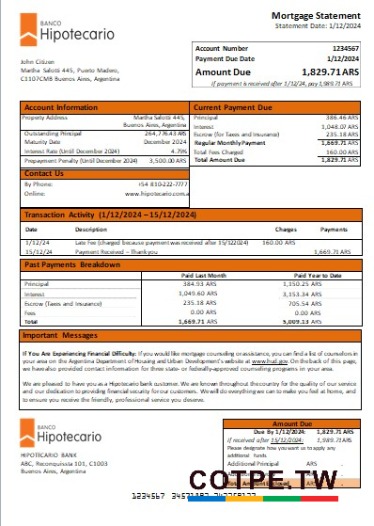 BANCO
Hipotecario
Mortgage Statement
Statement Date: 1/12/2024
John Citizen
Martha Salotti 445, Puerto Madero,
C1107CMB Buenos Aires, Argentina
Account Number 1234567
Payment Due Date 1/12/2024
Amount Due 1,829.71 ARS
If payment is received after 1/12/24, pay 1,989.71 ARS
Account Information
Property Address Martha Salotti 445,
Buenos Aires, Argentina
Outstanding Principal 264,776.43 ARS
Maturity Date December 2024
Interest Rate (Until December 2024) 4.75%
Prepayment Penalty (Until December 2024) 3,500.00 ARS
Contact Us
By Phone: +54 810-222-7777
Online: www.hipotecario.com.a
Current Payment Due
Principal 386.46 ARS
Interest 1,048.07 ARS
Escrow (for Taxes and Insurance) 235.18 ARS
Regular Monthly Payment 1,669.71 ARS
Total Fees Charged 160.00 ARS
Total Amount Due 1,829.71 ARS
Transaction Activity (1/12/2024 – 15/12/2024)
Date Description Charges Payments
1/12/24 Late Fee (charged because payment was received after 15/12/2024) 160.00 ARS
15/12/24 Payment Received – Thank you 1,669.71 ARS
Past Payments Breakdown
Paid Last Month Paid Year to Date
Principal 384.93 ARS 1,150.25 ARS
Interest 1,049.60 ARS 3,153.34 ARS
Escrow (Taxes and Insurance) 235.18 ARS 705.54 ARS
Fees 0.00 ARS 0.00 ARS
Total 1,669.71 ARS 5,009.13 ARS
Important Messages
If You Are Experiencing Financial Difficulty: If you would like mortgage counseling or assistance, you can find a list of counselors in
your area on the Argentina Department of Housing and Urban Development's website at www.hud.gov. On the back of this page,
we have also provided contact information for three state- or federally-approved counseling programs in your area.
We pleased to have you as a Hipotecario bank customer. We are known throughout the county for the quality of our service
and our dedication to providing financial security for our customers. We will do everything we can to make you feel at home, and
to ensure you receive the friendly, professional service you deserve.
BANCO
Hipotecario
HIPOTECARIO BANK
ABC, Reconquista 101, C1003
Buenos Aires, Argentina
Amount Due
Due By 1/12/2024: 1,829.71 ARS
If received after 15/12/2024: 1,989.71 ARS
Please designate how you want us to apply any
additional funds.
Additional Principal ARS
COTPE.TW
1234567